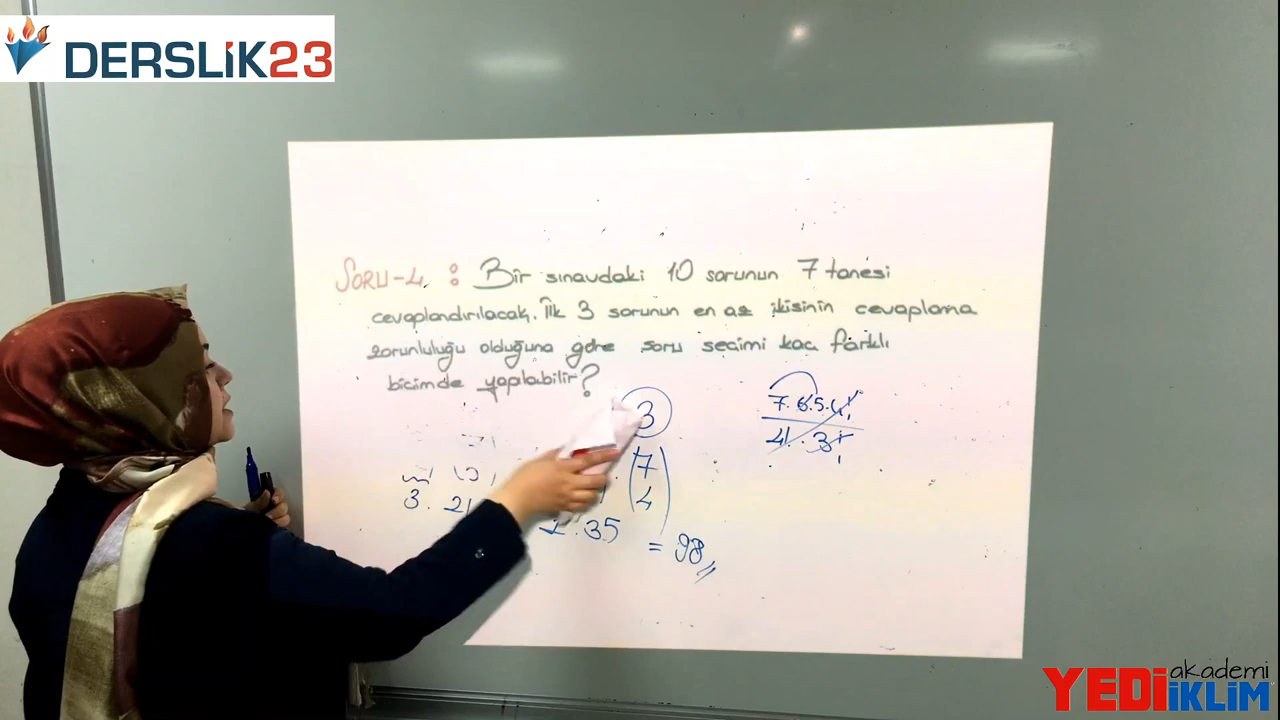 DERSLİK23
SORU-4 : Bir sınavdaki 10 sorunun 7 tanesi
cevaplandırılacak. İlk 3 sorunun en az ikisinin cevaplama
zorunluluğu olduğuna göre soru seçimi kaç farklı
biçimde yapılabilir?
3
7.6.5.4!
4!.3!
7
4
3.21
1.35
= 98
YEDİ İKLİM akademi